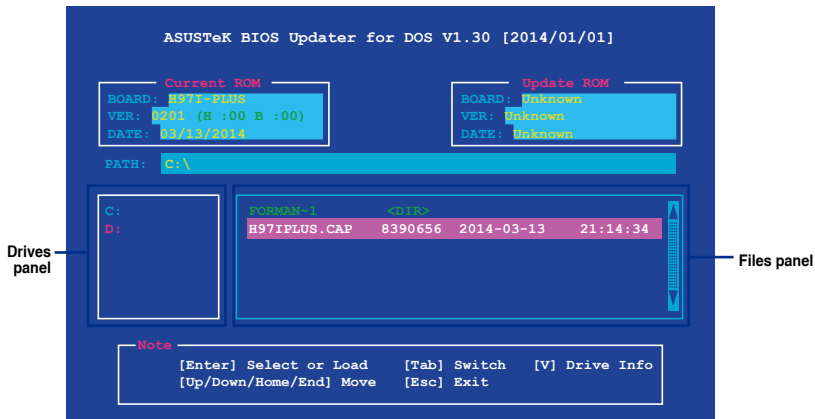 ASUSTeK BIOS Updater for DOS V1.30 [2014/01/01]
Current ROM
BOARD: H97I-PLUS
VER: 0201 (H :00 B :00)
DATE: 03/13/2014
Update ROM
BOARD: Unknown
VER: Unknown
DATE: Unknown
PATH: C:\
C:
D:
FORMAN~1 <DIR>
H97IPLUS.CAP 8390656 2014-03-13 21:14:34
Drives
panel
Files panel
Note
[Enter] Select or Load [Tab] Switch [V] Drive Info
[Up/Down/Home/End] Move [Esc] Exit